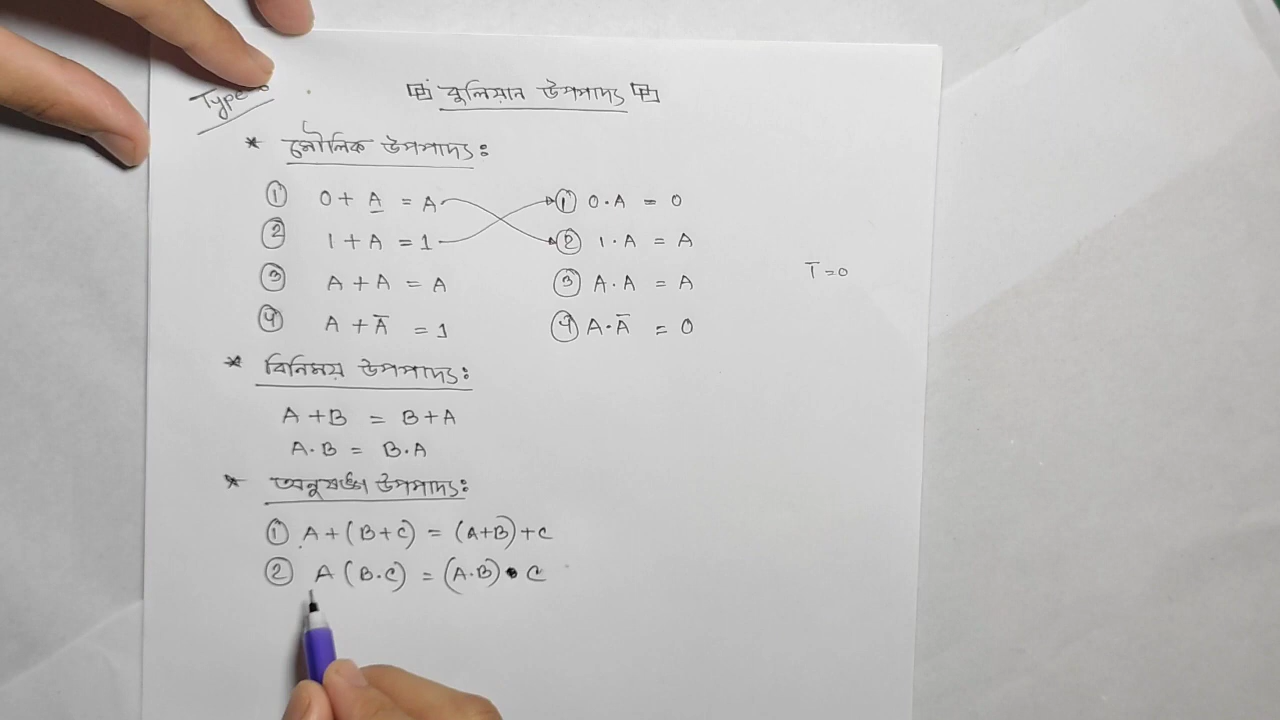 Type-
বুলিয়ান উপপাদ্য
* মৌলিক উপপাদ্য:
① 0 + A = A ① 0·A = 0
② 1 + A = 1 ② 1·A = A
③ A + A = A ③ A·A = A
④ A + Ā = 1 ④ A·Ā = 0
1̅ = 0
* বিনিময় উপপাদ্য:
A + B = B + A
A·B = B·A
* অনুষঙ্গ উপপাদ্য:
① A + (B + C) = (A + B) + C
② A (B·C) = (A·B) · C